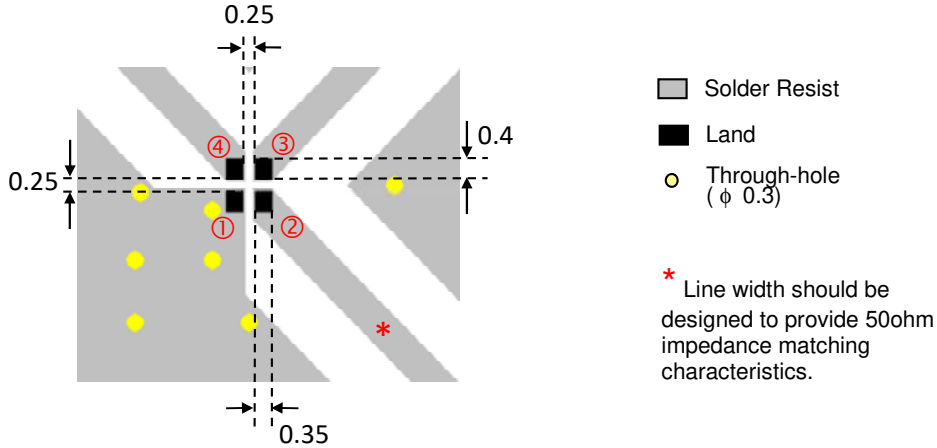 0.25
④ ③
0.4
0.25
① ②
*
0.35
Solder Resist
Land
Through-hole
( ϕ 0.3)
* Line width should be
designed to provide 50ohm
impedance matching
characteristics.